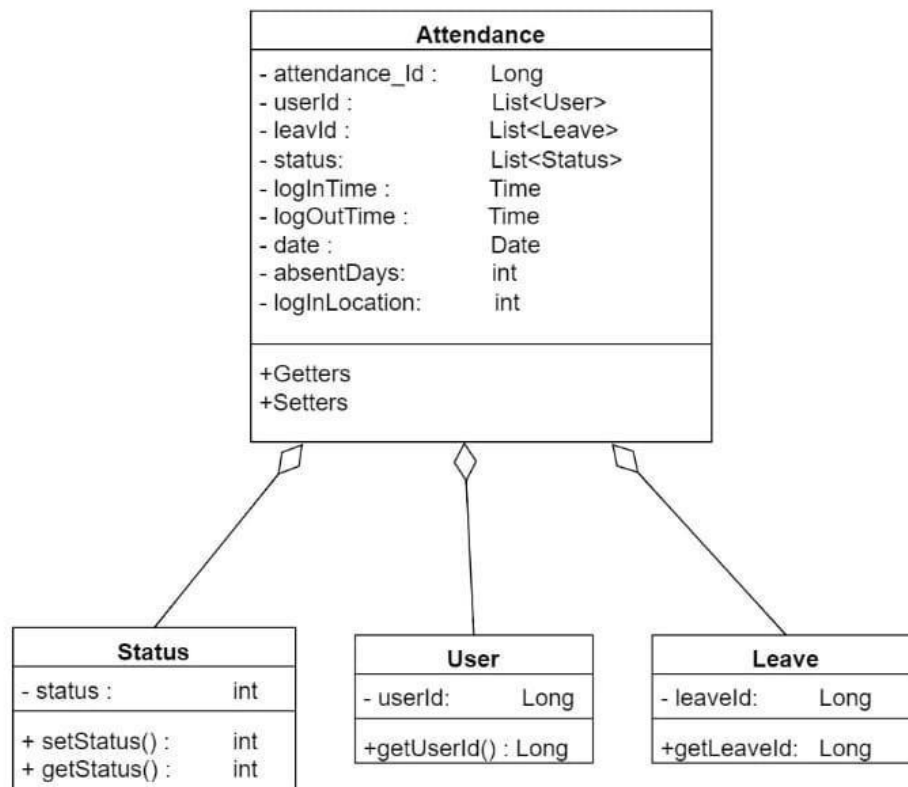 Attendance
- attendance_Id : Long
- userId : List<User>
- leavId : List<Leave>
- status: List<Status>
- logInTime : Time
- logOutTime : Time
- date : Date
- absentDays: int
- logInLocation: int
+Getters
+Setters
Status
- status : int
+ setStatus() : int
+ getStatus() : int
User
- userId: Long
+getUserId() : Long
Leave
- leaveId: Long
+getLeaveId: Long